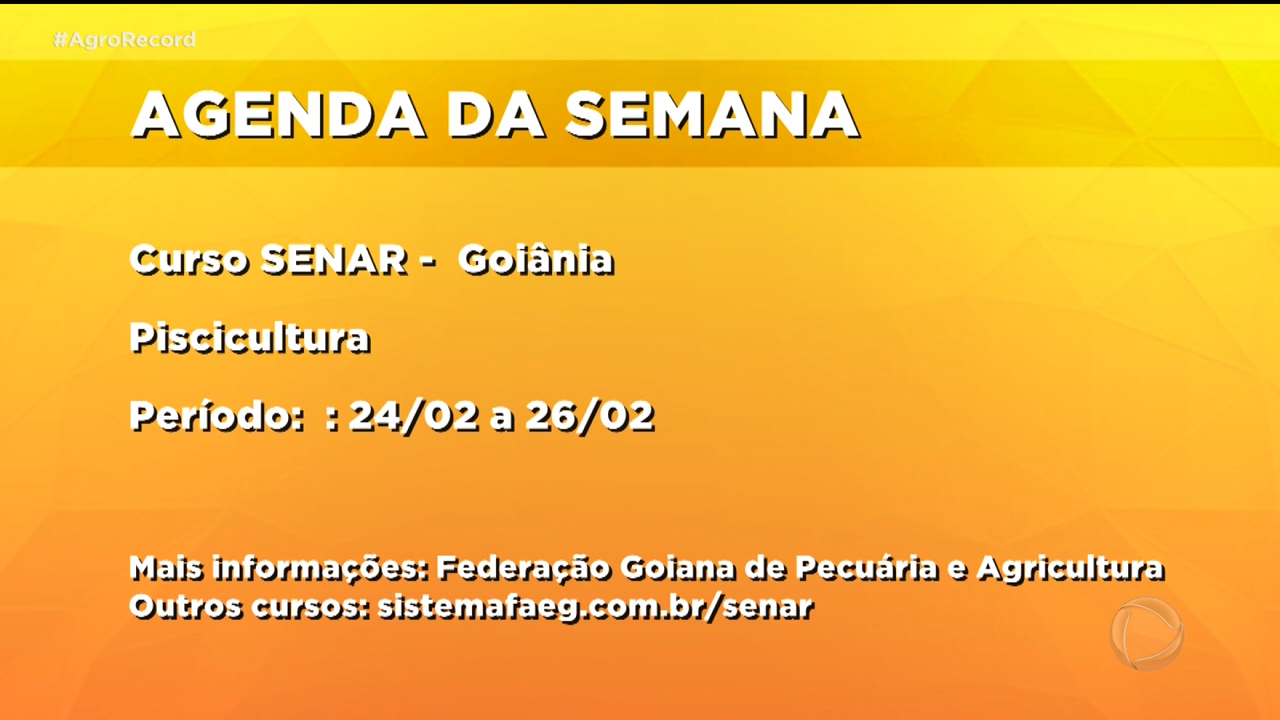 #AgroRecord
AGENDA DA SEMANA
Curso SENAR -  Goiânia
Piscicultura
Período:  : 24/02 a 26/02
Mais informações: Federação Goiana de Pecuária e Agricultura
Outros cursos: sistemafaeg.com.br/senar